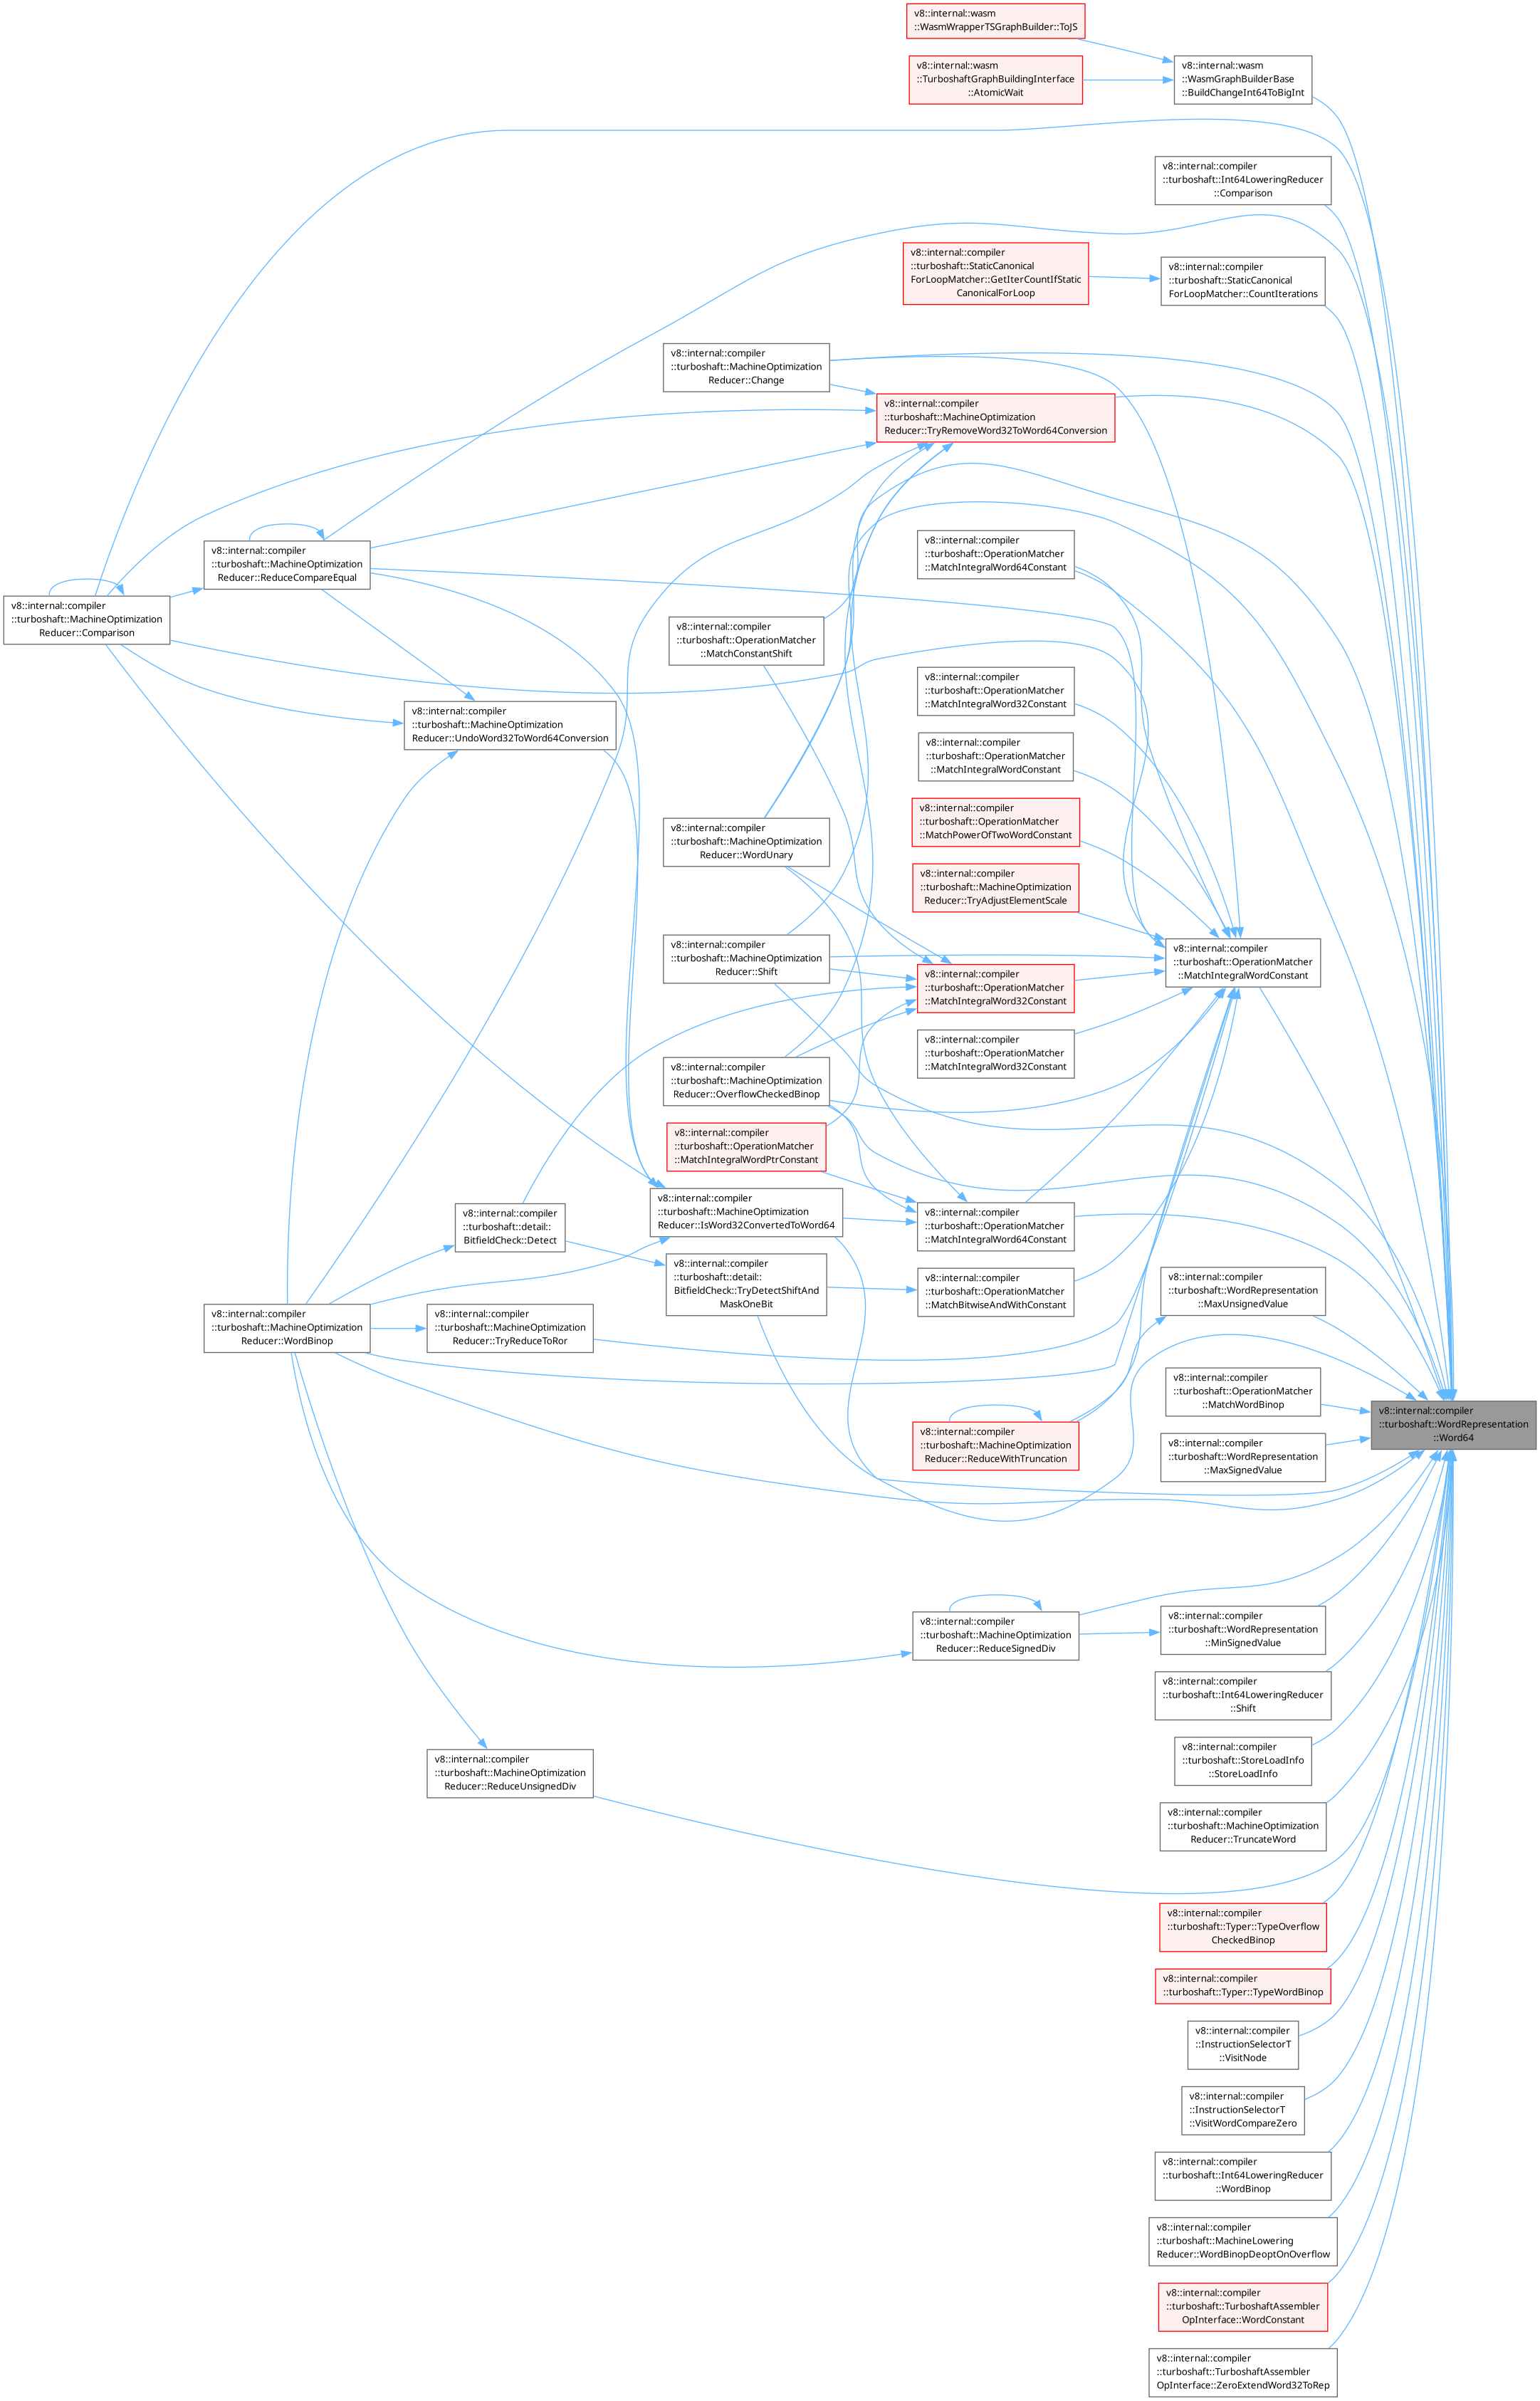 v8::internal::wasm
::WasmWrapperTSGraphBuilder::ToJS
v8::internal::wasm
::TurboshaftGraphBuildingInterface
::AtomicWait
v8::internal::wasm
::WasmGraphBuilderBase
::BuildChangeInt64ToBigInt
v8::internal::compiler
::turboshaft::Int64LoweringReducer
::Comparison
v8::internal::compiler
::turboshaft::StaticCanonical
ForLoopMatcher::GetIterCountIfStatic
CanonicalForLoop
v8::internal::compiler
::turboshaft::StaticCanonical
ForLoopMatcher::CountIterations
v8::internal::compiler
::turboshaft::MachineOptimization
Reducer::Change
v8::internal::compiler
::turboshaft::MachineOptimization
Reducer::TryRemoveWord32ToWord64Conversion
v8::internal::compiler
::turboshaft::OperationMatcher
::MatchIntegralWord64Constant
v8::internal::compiler
::turboshaft::MachineOptimization
Reducer::ReduceCompareEqual
v8::internal::compiler
::turboshaft::MachineOptimization
Reducer::Comparison
v8::internal::compiler
::turboshaft::OperationMatcher
::MatchConstantShift
v8::internal::compiler
::turboshaft::OperationMatcher
::MatchIntegralWord32Constant
v8::internal::compiler
::turboshaft::MachineOptimization
Reducer::UndoWord32ToWord64Conversion
v8::internal::compiler
::turboshaft::OperationMatcher
::MatchIntegralWordConstant
v8::internal::compiler
::turboshaft::OperationMatcher
::MatchPowerOfTwoWordConstant
v8::internal::compiler
::turboshaft::MachineOptimization
Reducer::WordUnary
v8::internal::compiler
::turboshaft::MachineOptimization
Reducer::TryAdjustElementScale
v8::internal::compiler
::turboshaft::MachineOptimization
Reducer::Shift
v8::internal::compiler
::turboshaft::OperationMatcher
::MatchIntegralWordConstant
v8::internal::compiler
::turboshaft::OperationMatcher
::MatchIntegralWord32Constant
v8::internal::compiler
::turboshaft::OperationMatcher
::MatchIntegralWord32Constant
v8::internal::compiler
::turboshaft::MachineOptimization
Reducer::OverflowCheckedBinop
v8::internal::compiler
::turboshaft::OperationMatcher
::MatchIntegralWordPtrConstant
v8::internal::compiler
::turboshaft::MachineOptimization
Reducer::IsWord32ConvertedToWord64
v8::internal::compiler
::turboshaft::detail::
BitfieldCheck::Detect
v8::internal::compiler
::turboshaft::OperationMatcher
::MatchIntegralWord64Constant
v8::internal::compiler
::turboshaft::detail::
BitfieldCheck::TryDetectShiftAnd
MaskOneBit
v8::internal::compiler
::turboshaft::OperationMatcher
::MatchBitwiseAndWithConstant
v8::internal::compiler
::turboshaft::WordRepresentation
::MaxUnsignedValue
v8::internal::compiler
::turboshaft::MachineOptimization
Reducer::WordBinop
v8::internal::compiler
::turboshaft::MachineOptimization
Reducer::TryReduceToRor
v8::internal::compiler
::turboshaft::OperationMatcher
::MatchWordBinop
v8::internal::compiler
::turboshaft::WordRepresentation
::Word64
v8::internal::compiler
::turboshaft::MachineOptimization
Reducer::ReduceWithTruncation
v8::internal::compiler
::turboshaft::WordRepresentation
::MaxSignedValue
v8::internal::compiler
::turboshaft::MachineOptimization
Reducer::ReduceSignedDiv
v8::internal::compiler
::turboshaft::WordRepresentation
::MinSignedValue
v8::internal::compiler
::turboshaft::Int64LoweringReducer
::Shift
v8::internal::compiler
::turboshaft::StoreLoadInfo
::StoreLoadInfo
v8::internal::compiler
::turboshaft::MachineOptimization
Reducer::ReduceUnsignedDiv
v8::internal::compiler
::turboshaft::MachineOptimization
Reducer::TruncateWord
v8::internal::compiler
::turboshaft::Typer::TypeOverflow
CheckedBinop
v8::internal::compiler
::turboshaft::Typer::TypeWordBinop
v8::internal::compiler
::InstructionSelectorT
::VisitNode
v8::internal::compiler
::InstructionSelectorT
::VisitWordCompareZero
v8::internal::compiler
::turboshaft::Int64LoweringReducer
::WordBinop
v8::internal::compiler
::turboshaft::MachineLowering
Reducer::WordBinopDeoptOnOverflow
v8::internal::compiler
::turboshaft::TurboshaftAssembler
OpInterface::WordConstant
v8::internal::compiler
::turboshaft::TurboshaftAssembler
OpInterface::ZeroExtendWord32ToRep